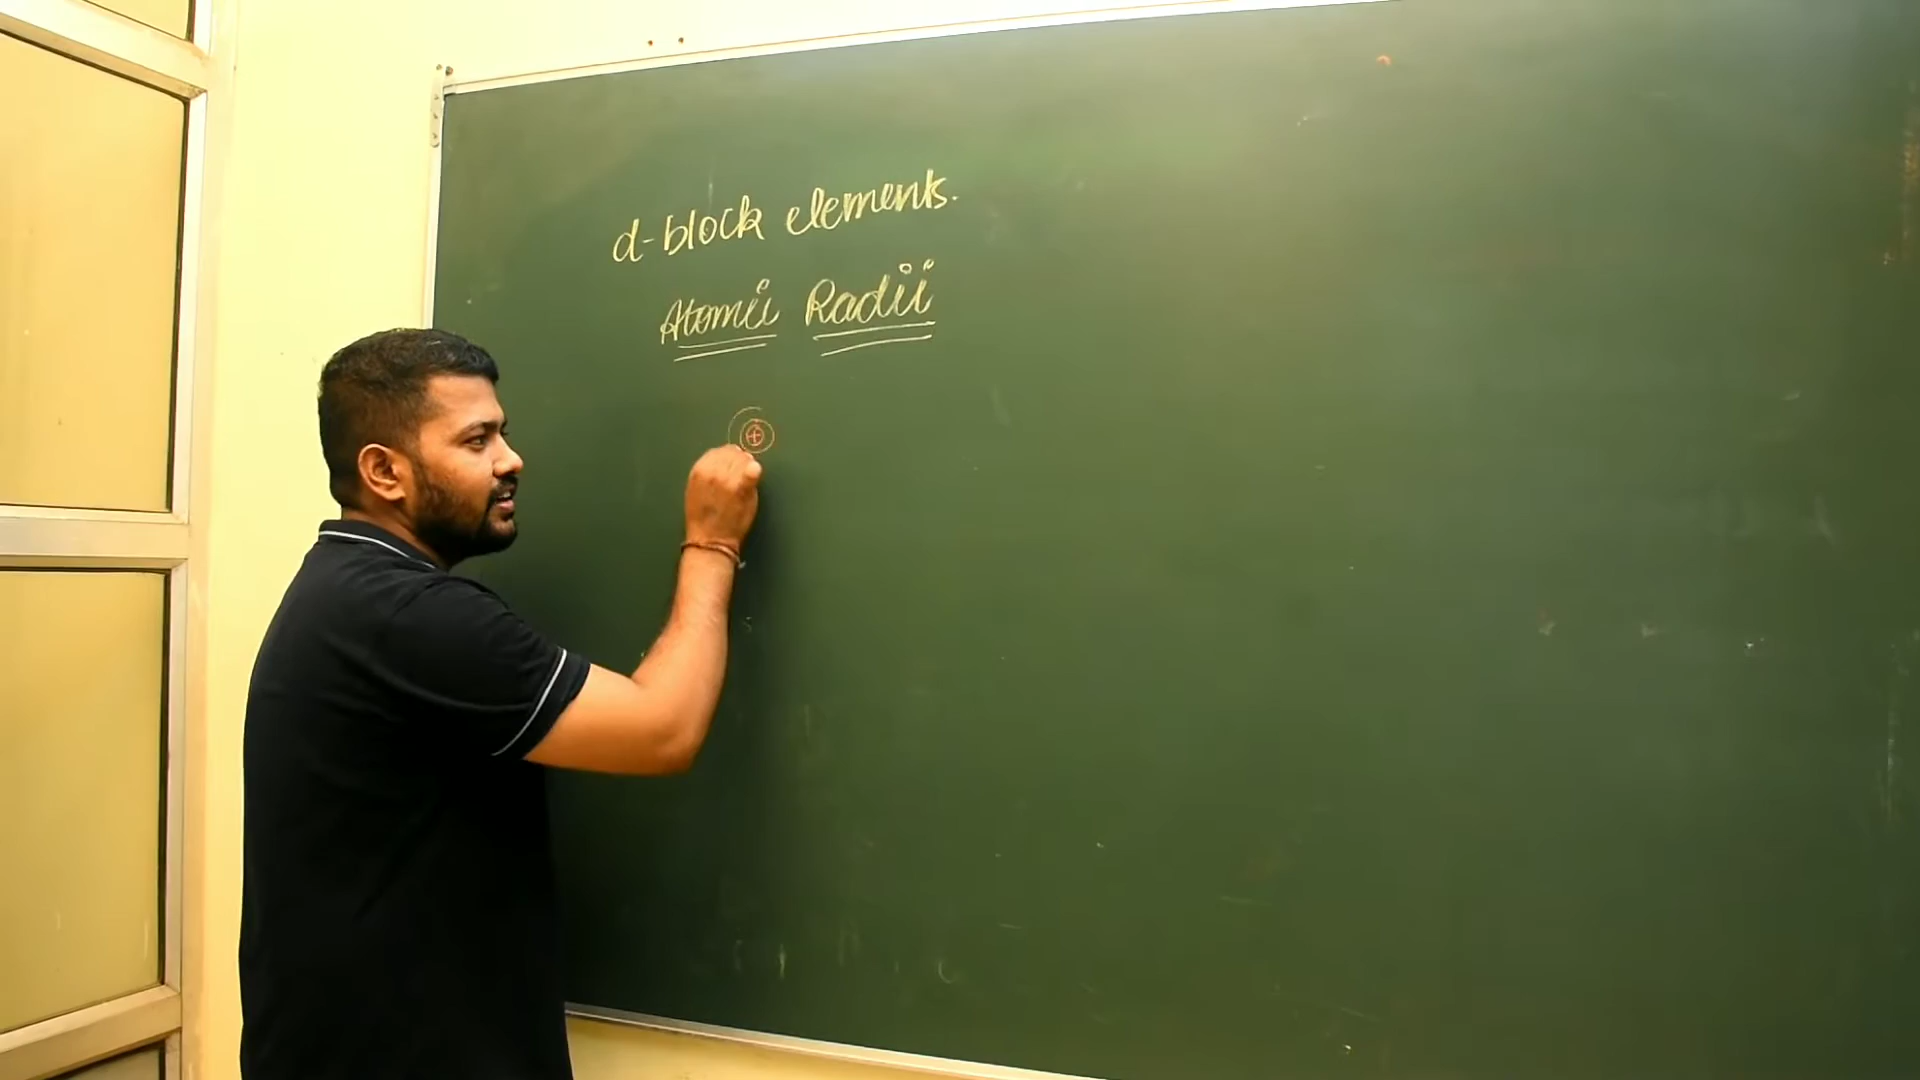 d-block elements.
Atomic Radii
+